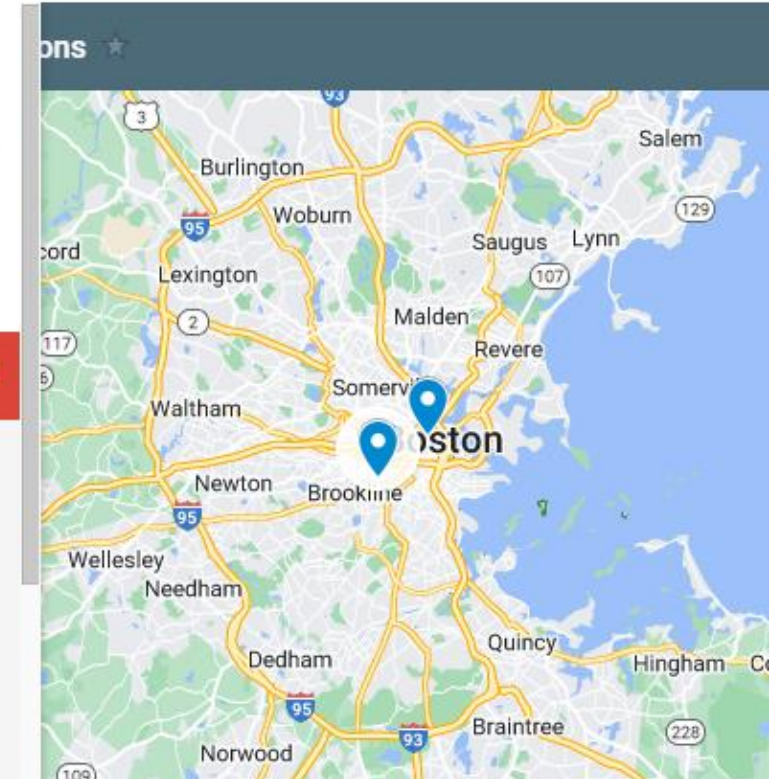 ons
93
3
Salem
Burlington
129
Woburn
95
Saugus
Lynn
cord
Lexington
107
2
Malden
117
Revere
Somervi
Waltham
oston
Newton
Brookline
95
Wellesley
Needham
Quincy
Dedham
Hingham
Co
95
93
Braintree
228
Norwood
109